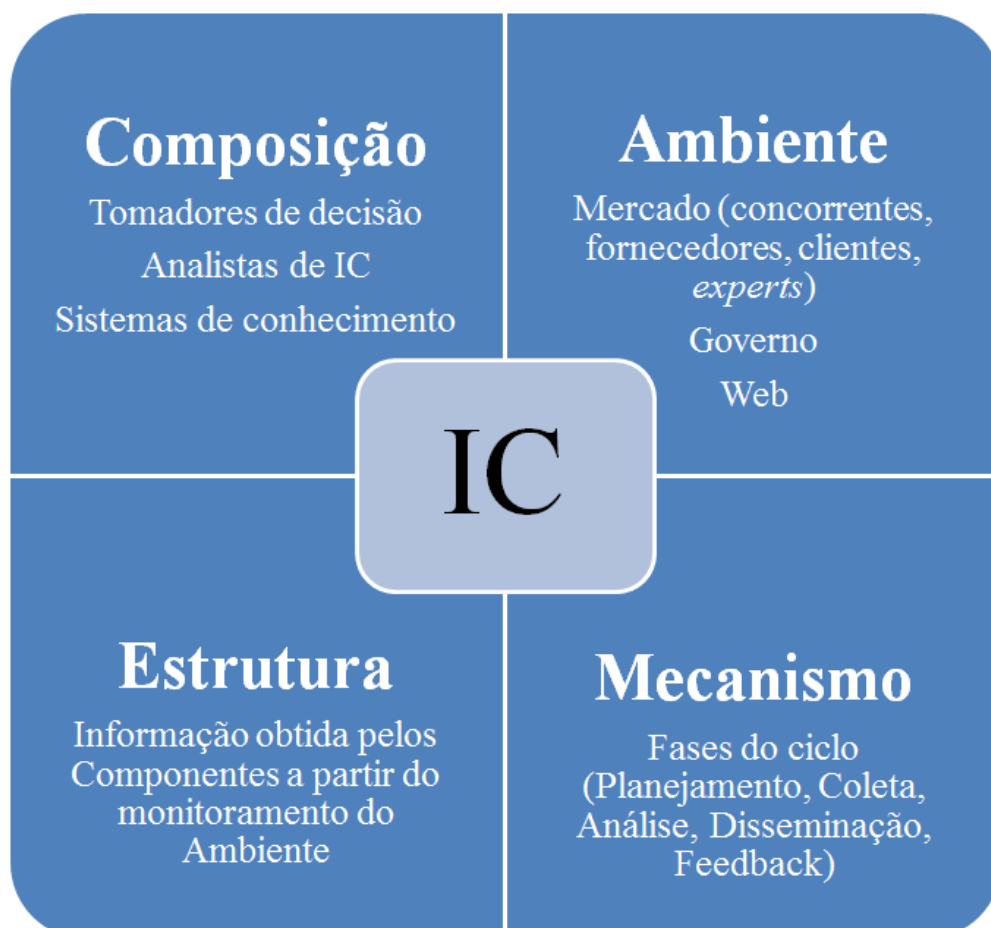 Composição
Tomadores de decisão
Analistas de IC
Sistemas de conhecimento
Ambiente
Mercado (concorrentes,
fornecedores, clientes,
experts)
Governo
Web
IC
Estrutura
Informação obtida pelos
Componentes a partir do
monitoramento do
Ambiente
Mecanismo
Fases do ciclo
(Planejamento, Coleta,
Análise, Disseminação,
Feedback)